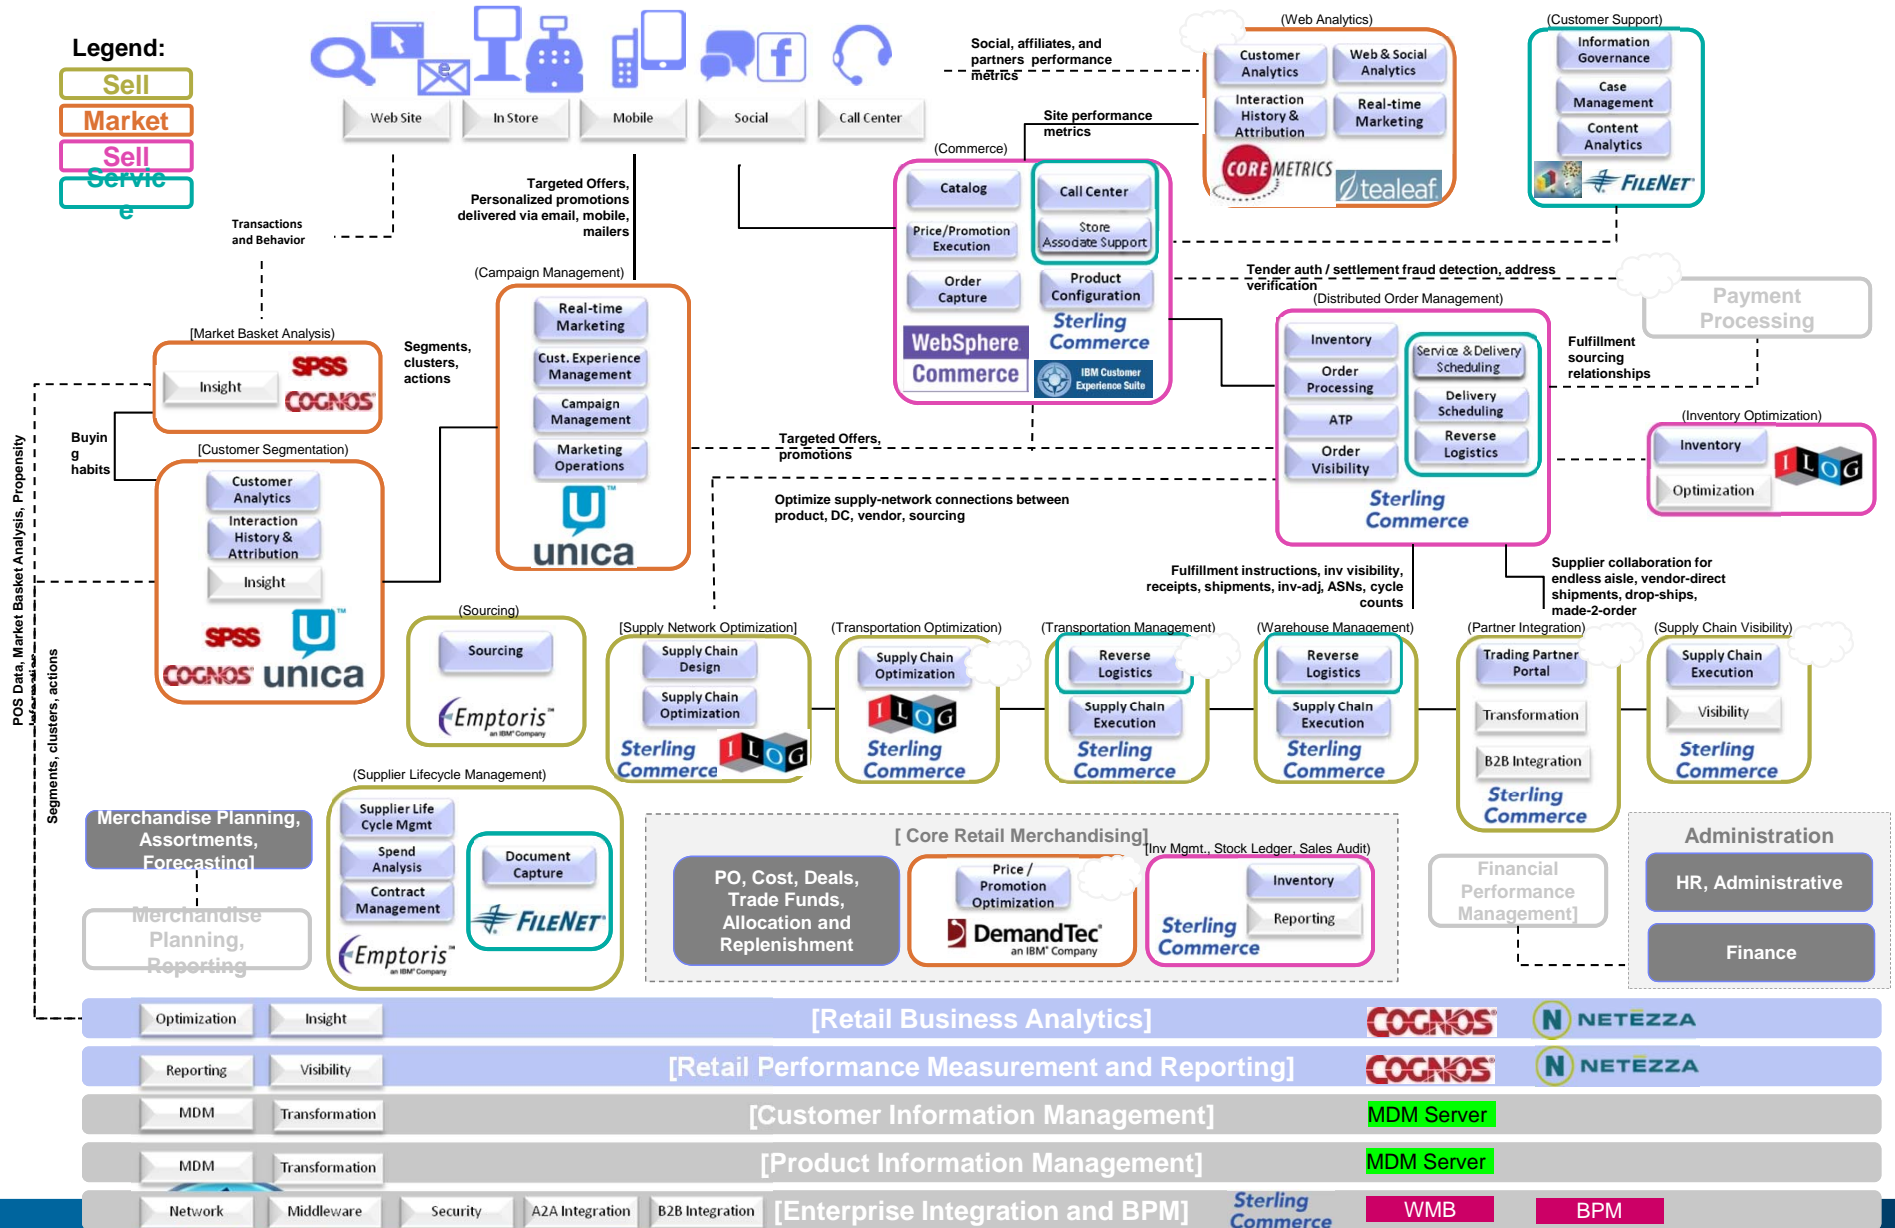 Legend:
Sell
Market
Sell
Servic
e
e
f
Web Site
In Store
Mobile
Social
Call Center
Social, affiliates, and
partners performance
metrics
Site performance
metrics
(Web Analytics)
Customer
Analytics
Web & Social
Analytics
Interaction
History &
Attribution
Real-time
Marketing
COREMETRICS
tealeaf
(Customer Support)
Information
Governance
Case
Management
Content
Analytics
FILENET
Transactions
and Behavior
Targeted Offers,
Personalized promotions
delivered via email, mobile,
mailers
(Commerce)
Catalog
Call Center
Price/Promotion
Execution
Store
Associate Support
Order
Capture
Product
Configuration
WebSphere
Commerce
Sterling
Commerce
IBM Customer
Experience Suite
Tender auth / settlement fraud detection, address
verification
Payment
Processing
(Campaign Management)
Real-time
Marketing
Cust. Experience
Management
Campaign
Management
Marketing
Operations
unica
(Distributed Order Management)
Inventory
Order
Processing
ATP
Order
Visibility
Service & Delivery
Scheduling
Delivery
Scheduling
Reverse
Logistics
Sterling
Commerce
Fulfillment
sourcing
relationships
[Market Basket Analysis)
Insight
SPSS
COGNOS
Segments,
clusters,
actions
Buyin
g
habits
[Customer Segmentation)
Customer
Analytics
Interaction
History &
Attribution
Insight
SPSS
COGNOS
unica
Targeted Offers,
promotions
Optimize supply-network connections between
product, DC, vendor, sourcing
(Inventory Optimization)
Inventory
Optimization
ILOG
Fulfillment instructions, inv visibility,
receipts, shipments, inv-adj, ASNs, cycle
counts
Supplier collaboration for
endless aisle, vendor-direct
shipments, drop-ships,
made-2-order
POS Data, Market Basket Analysis, Propensity
information
Segments, clusters, actions
(Sourcing)
Sourcing
Emptoris
an IBM Company
[Supply Network Optimization]
Supply Chain
Design
Supply Chain
Optimization
Sterling
Commerce
ILOG
(Transportation Optimization)
Supply Chain
Optimization
ILOG
Sterling
Commerce
(Transportation Management)
Reverse
Logistics
Supply Chain
Execution
Sterling
Commerce
(Warehouse Management)
Reverse
Logistics
Supply Chain
Execution
Sterling
Commerce
(Partner Integration)
Trading Partner
Portal
Transformation
B2B Integration
Sterling
Commerce
(Supply Chain Visibility)
Supply Chain
Execution
Visibility
Sterling
Commerce
(Supplier Lifecycle Management)
Supplier Life
Cycle Mgmt
Spend
Analysis
Contract
Management
Emptoris
an IBM Company
Document
Capture
FILENET
Merchandise Planning,
Assortments,
Forecasting]
Merchandise
Planning,
Reporting
[ Core Retail Merchandising]
PO, Cost, Deals,
Trade Funds,
Allocation and
Replenishment
Price /
Promotion
Optimization
DemandTec
an IBM Company
[Inv Mgmt., Stock Ledger, Sales Audit)
Inventory
Reporting
Sterling
Commerce
Financial
Performance
Management]
Administration
HR, Administrative
Finance
Optimization
Insight
[Retail Business Analytics]
COGNOS
N NETEZZA
Reporting
Visibility
[Retail Performance Measurement and Reporting]
COGNOS
N NETEZZA
MDM
Transformation
[Customer Information Management]
MDM Server
MDM
Transformation
[Product Information Management]
MDM Server
Network
Middleware
Security
A2A Integration
B2B Integration
[Enterprise Integration and BPM]
Sterling
Commerce
WMB
BPM